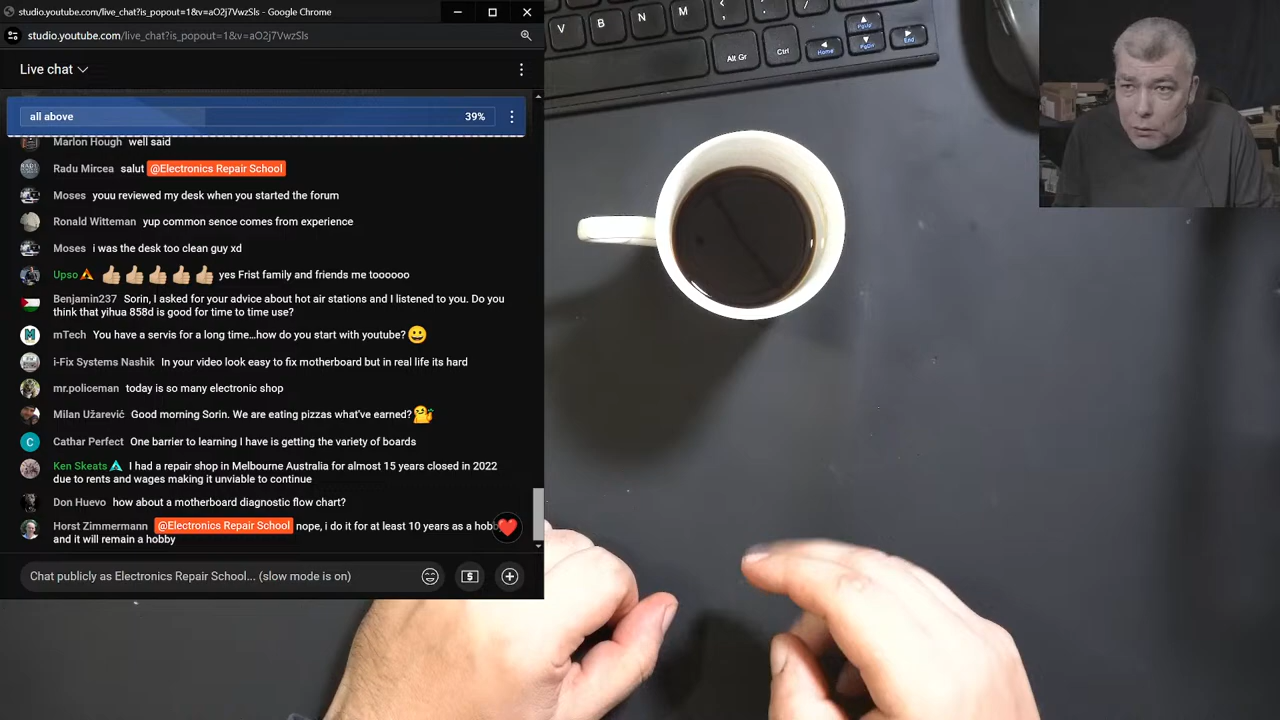 studio.youtube.com/live_chat?is_popout=1&v=aO2j7VwzSls - Google Chrome
studio.youtube.com/live_chat?is_popout=1&v=aO2j7VwzSls
Live chat
all above 39%
Marlon Hough well said
Radu Mircea salut @Electronics Repair School
Moses youu reviewed my desk when you started the forum
Ronald Witteman yup common sence comes from experience
Moses i was the desk too clean guy xd
Upso yes Frist family and friends me toooooo
Benjamin237 Sorin, I asked for your advice about hot air stations and I listened to you. Do you
think that yihua 858d is good for time to time use?
mTech You have a servis for a long time...how do you start with youtube?
i-Fix Systems Nashik In your video look easy to fix motherboard but in real life its hard
mr.policeman today is so many electronic shop
Milan Užarević Good morning Sorin. We are eating pizzas what've earned?
Cathar Perfect One barrier to learning I have is getting the variety of boards
Ken Skeats I had a repair shop in Melbourne Australia for almost 15 years closed in 2022
due to rents and wages making it unviable to continue
Don Huevo how about a motherboard diagnostic flow chart?
Horst Zimmermann @Electronics Repair School nope, i do it for at least 10 years as a hobb
and it will remain a hobby
Chat publicly as Electronics Repair School... (slow mode is on)
V B N M
Alt Gr Ctrl Home PgUp PgDn End